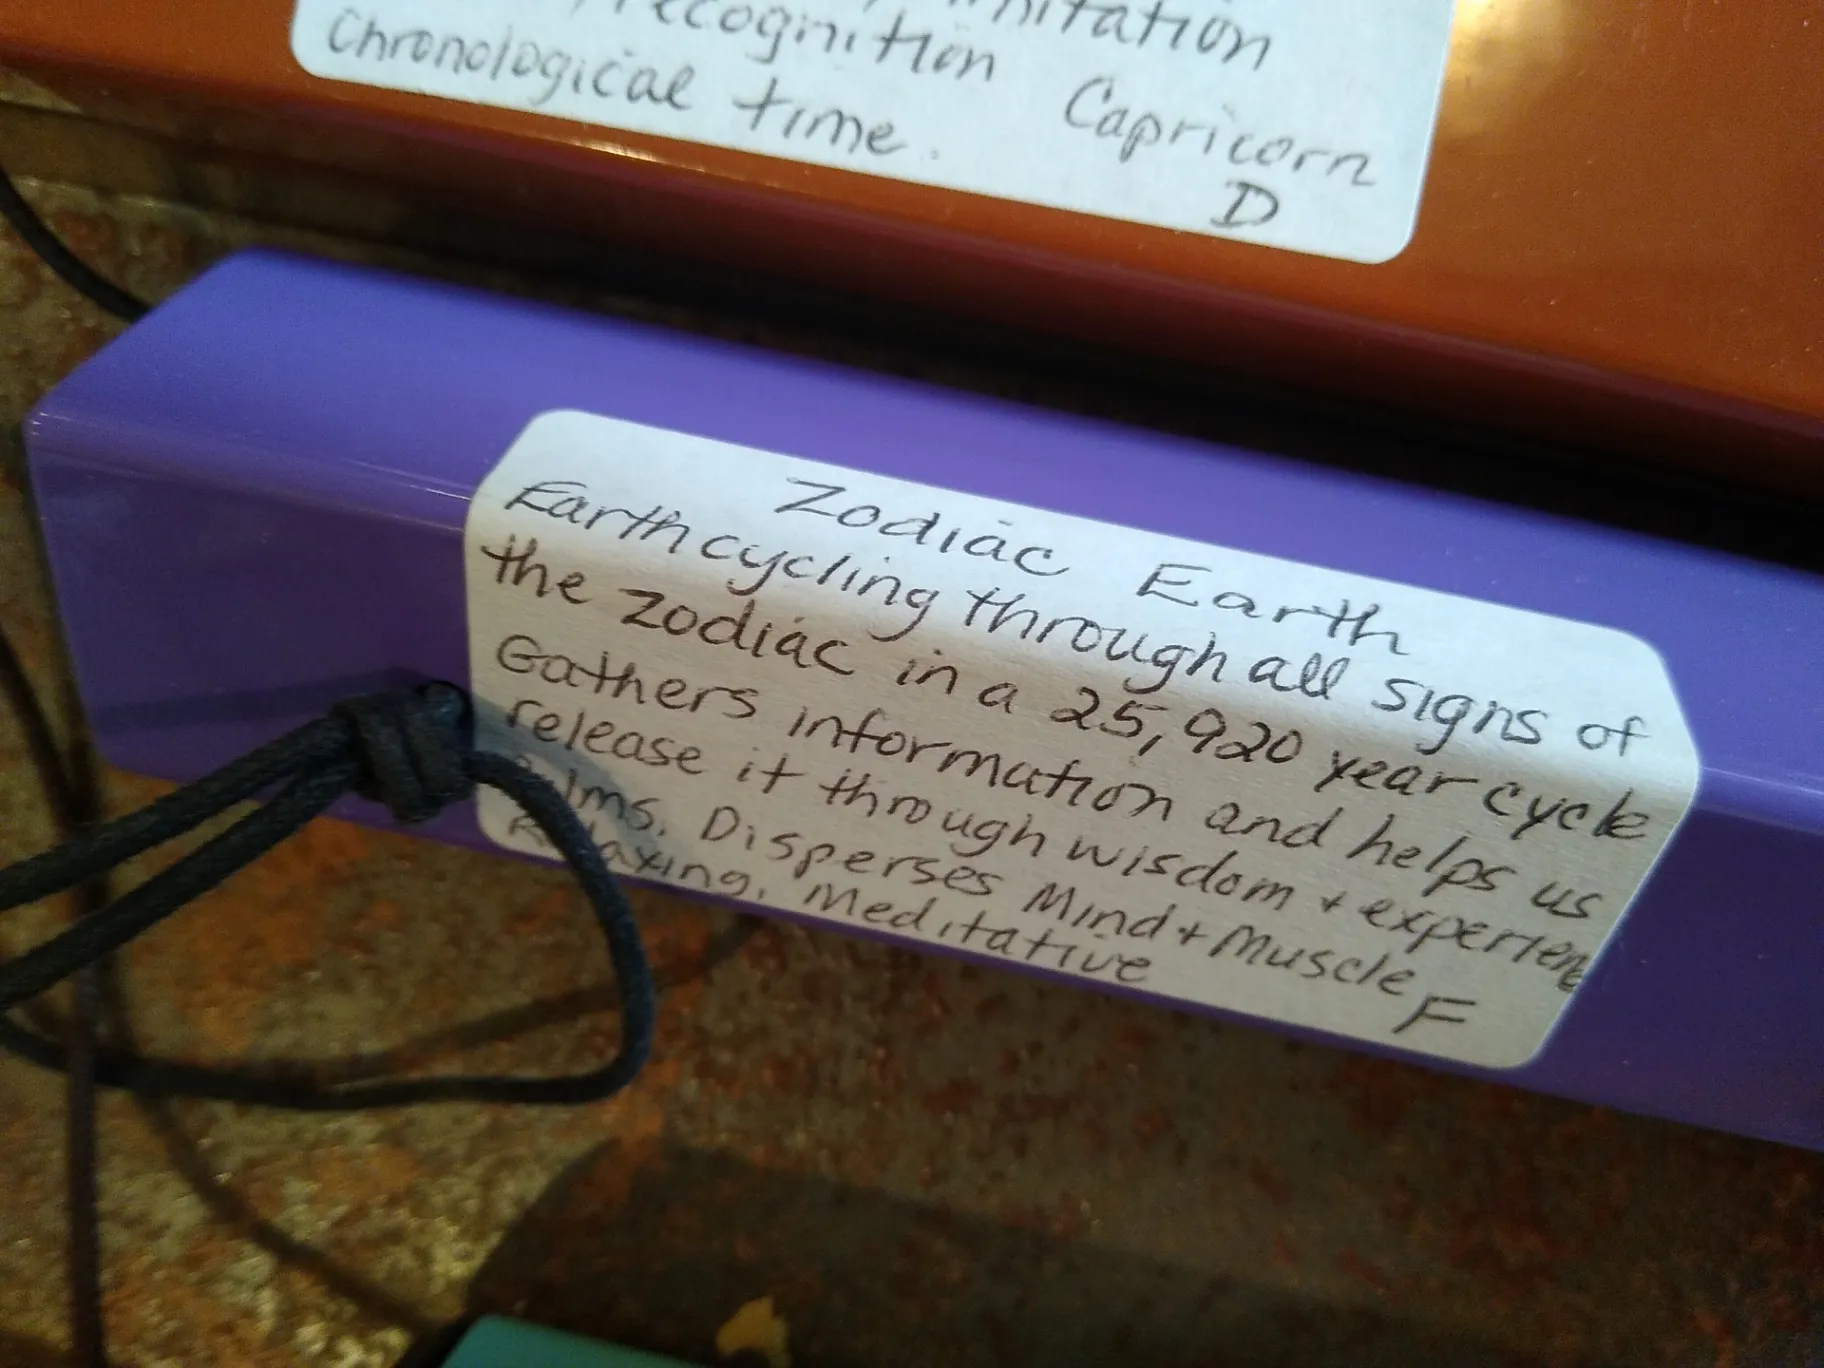 recognition
Chronological time. Capricorn
D
Zodiac Earth
Earth cycling through all signs of
the zodiac in a 25,920 year cycle
Gathers information and helps us
release it through wisdom + experience
Disperses Mind + Muscle
Relaxing, Meditative F